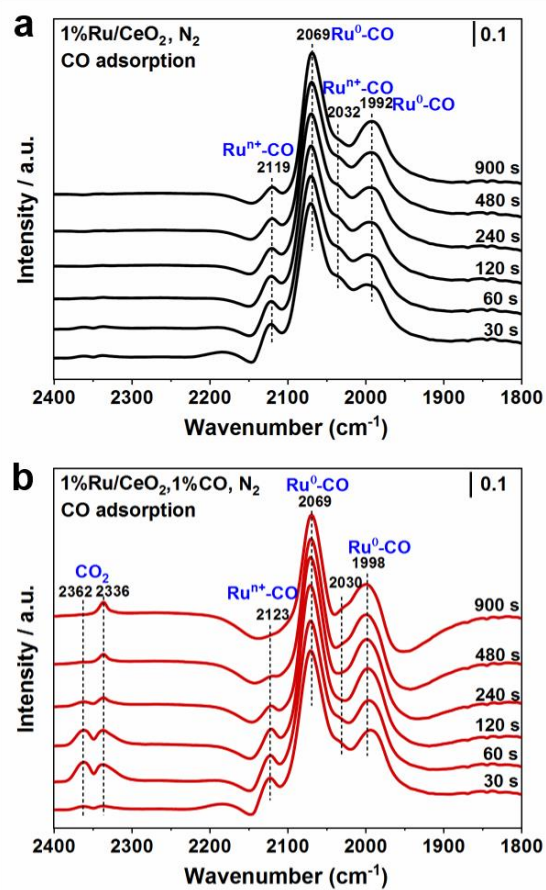 a
1%Ru/CeO₂, N₂
CO adsorption
2069 Ru⁰-CO
0.1
Ruⁿ⁺-CO
2032
1992 Ru⁰-CO
Ruⁿ⁺-CO
2119
900 s
480 s
240 s
120 s
60 s
30 s
Intensity / a.u.
2400 2300 2200 2100 2000 1900 1800
Wavenumber (cm⁻¹)
b
1%Ru/CeO₂,1%CO, N₂
CO adsorption
Ru⁰-CO
2069
0.1
Ru⁰-CO
1998
2030
CO₂
2362 2336
Ruⁿ⁺-CO
2123
900 s
480 s
240 s
120 s
60 s
30 s
Intensity / a.u.
2400 2300 2200 2100 2000 1900 1800
Wavenumber (cm⁻¹)